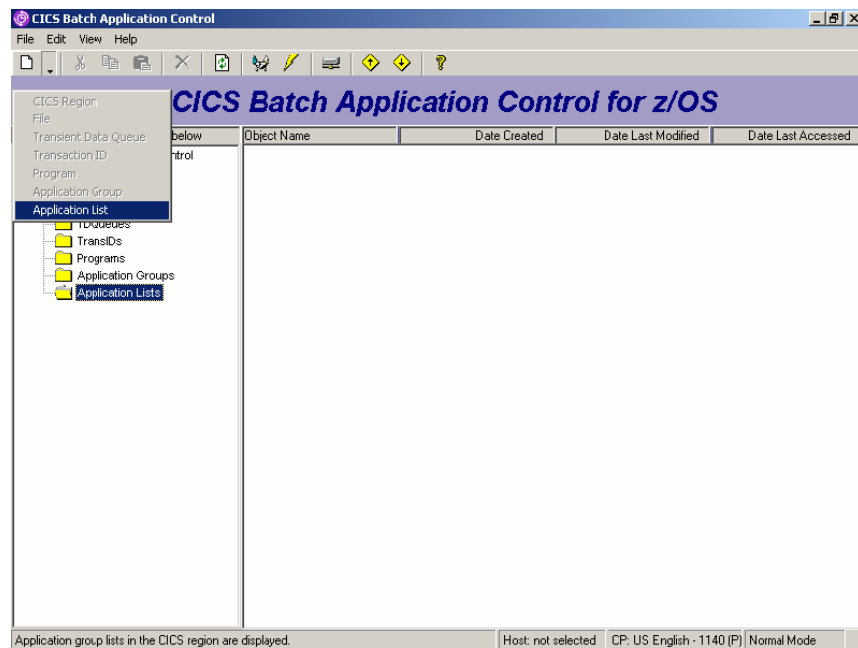 CICS Batch Application Control
File Edit View Help
CICS Batch Application Control for z/OS
CICS Region
File
Transient Data Queue
Transaction ID
Program
Application Group
Application List
below
Object Name Date Created Date Last Modified Date Last Accessed
ntrol
TDQueues
TransIDs
Programs
Application Groups
Application Lists
Application group lists in the CICS region are displayed. Host: not selected CP: US English - 1140 (P) Normal Mode